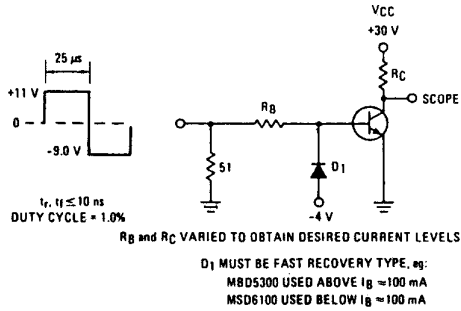 VCC
+30 V
25 μs
RC
+11 V
SCOPE
RB
0
51
D1
-9.0 V
-4 V
tr, tf ≤ 10 ns
DUTY CYCLE = 1.0%
RB and RC VARIED TO OBTAIN DESIRED CURRENT LEVELS
D1 MUST BE FAST RECOVERY TYPE, eg:
MBD5300 USED ABOVE IB ≈ 100 mA
MSD6100 USED BELOW IB ≈ 100 mA